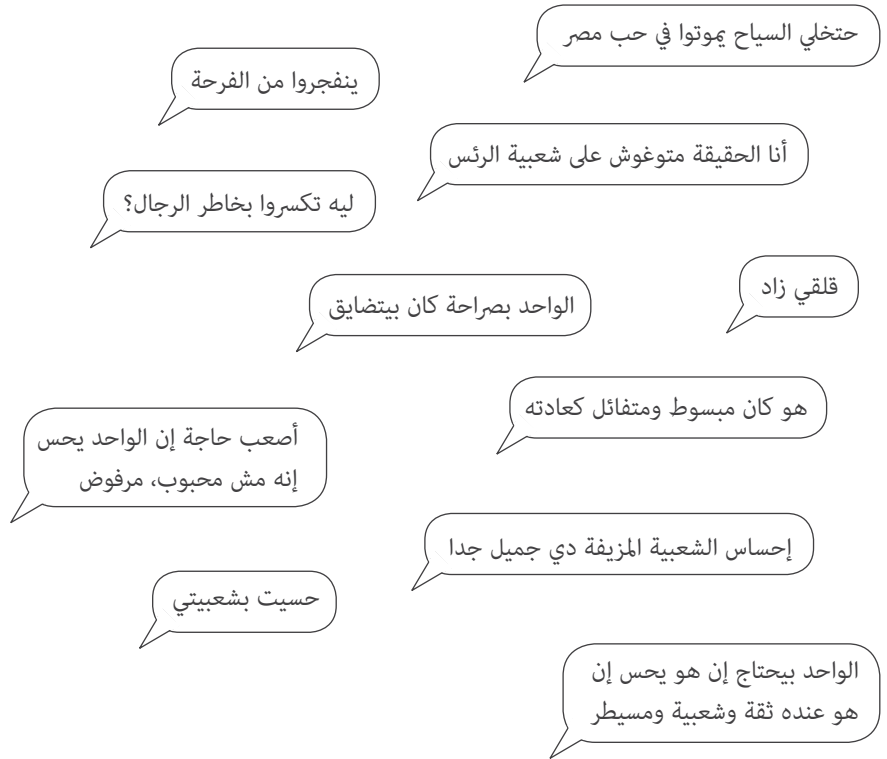 حتخلي السياح يموتوا في حب مصر
ينفجروا من الفرحة
أنا الحقيقة متوغوش على شعبية الرئس
ليه تكسروا بخاطر الرجال؟
قلقي زاد
الواحد بصراحة كان بيتضايق
هو كان مبسوط ومتفائل كعادته
أصعب حاجة إن الواحد يحس
إنه مش محبوب، مرفوض
إحساس الشعبية المزيفة دي جميل جدا
حسيت بشعبيتي
الواحد بيحتاج إن هو يحس إن
هو عنده ثقة وشعبية ومسيطر